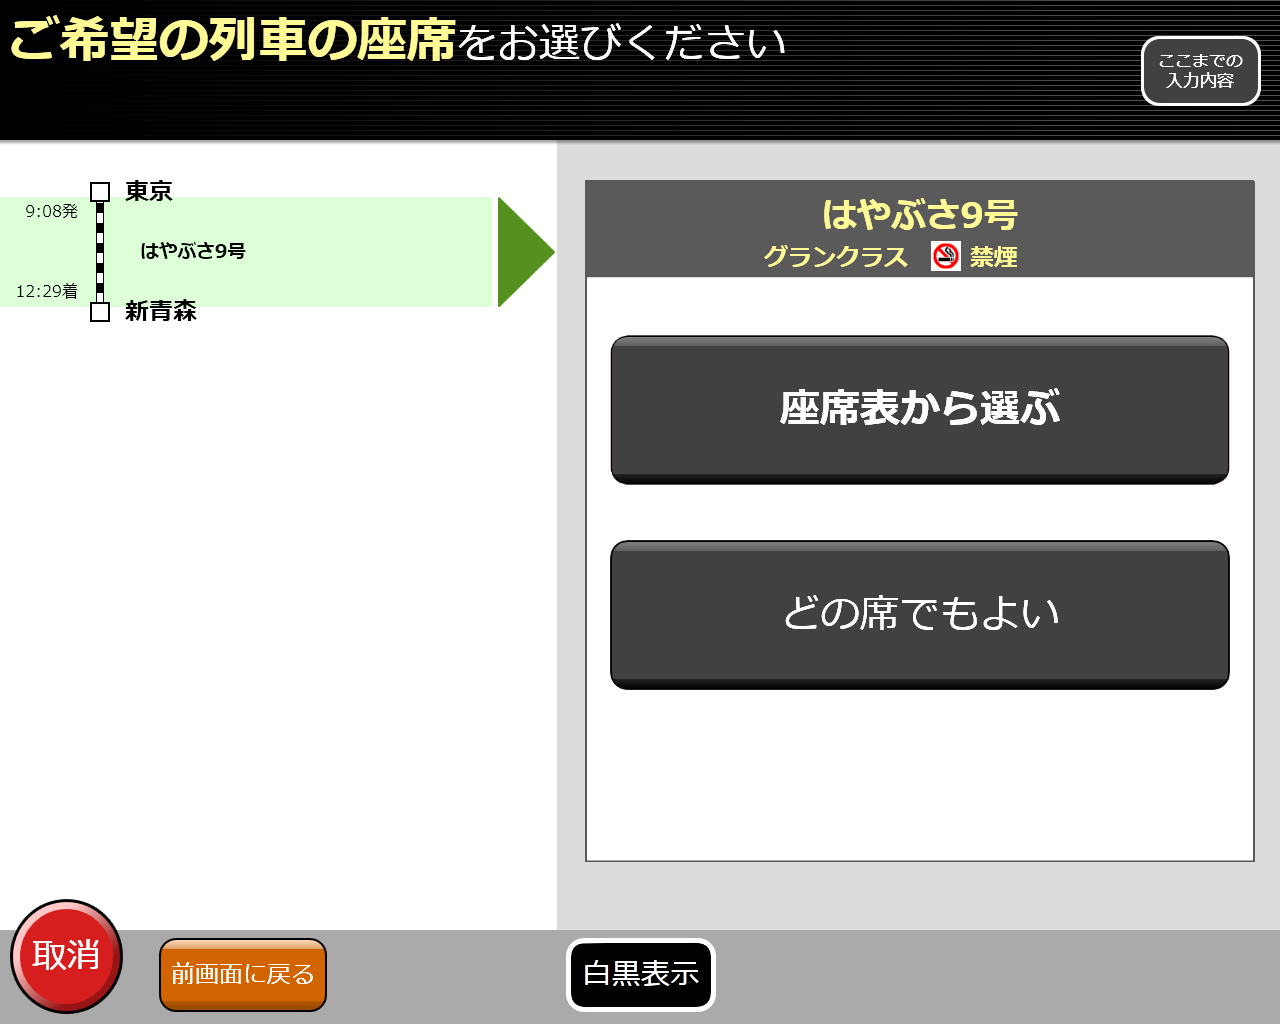 ご希望の列車の座席をお選びください
ここまでの
入力内容
東京
9:08発
はやぶさ9号
12:29着
新青森
はやぶさ9号
グランクラス 禁煙
座席表から選ぶ
どの席でもよい
取消
前画面に戻る
白黒表示